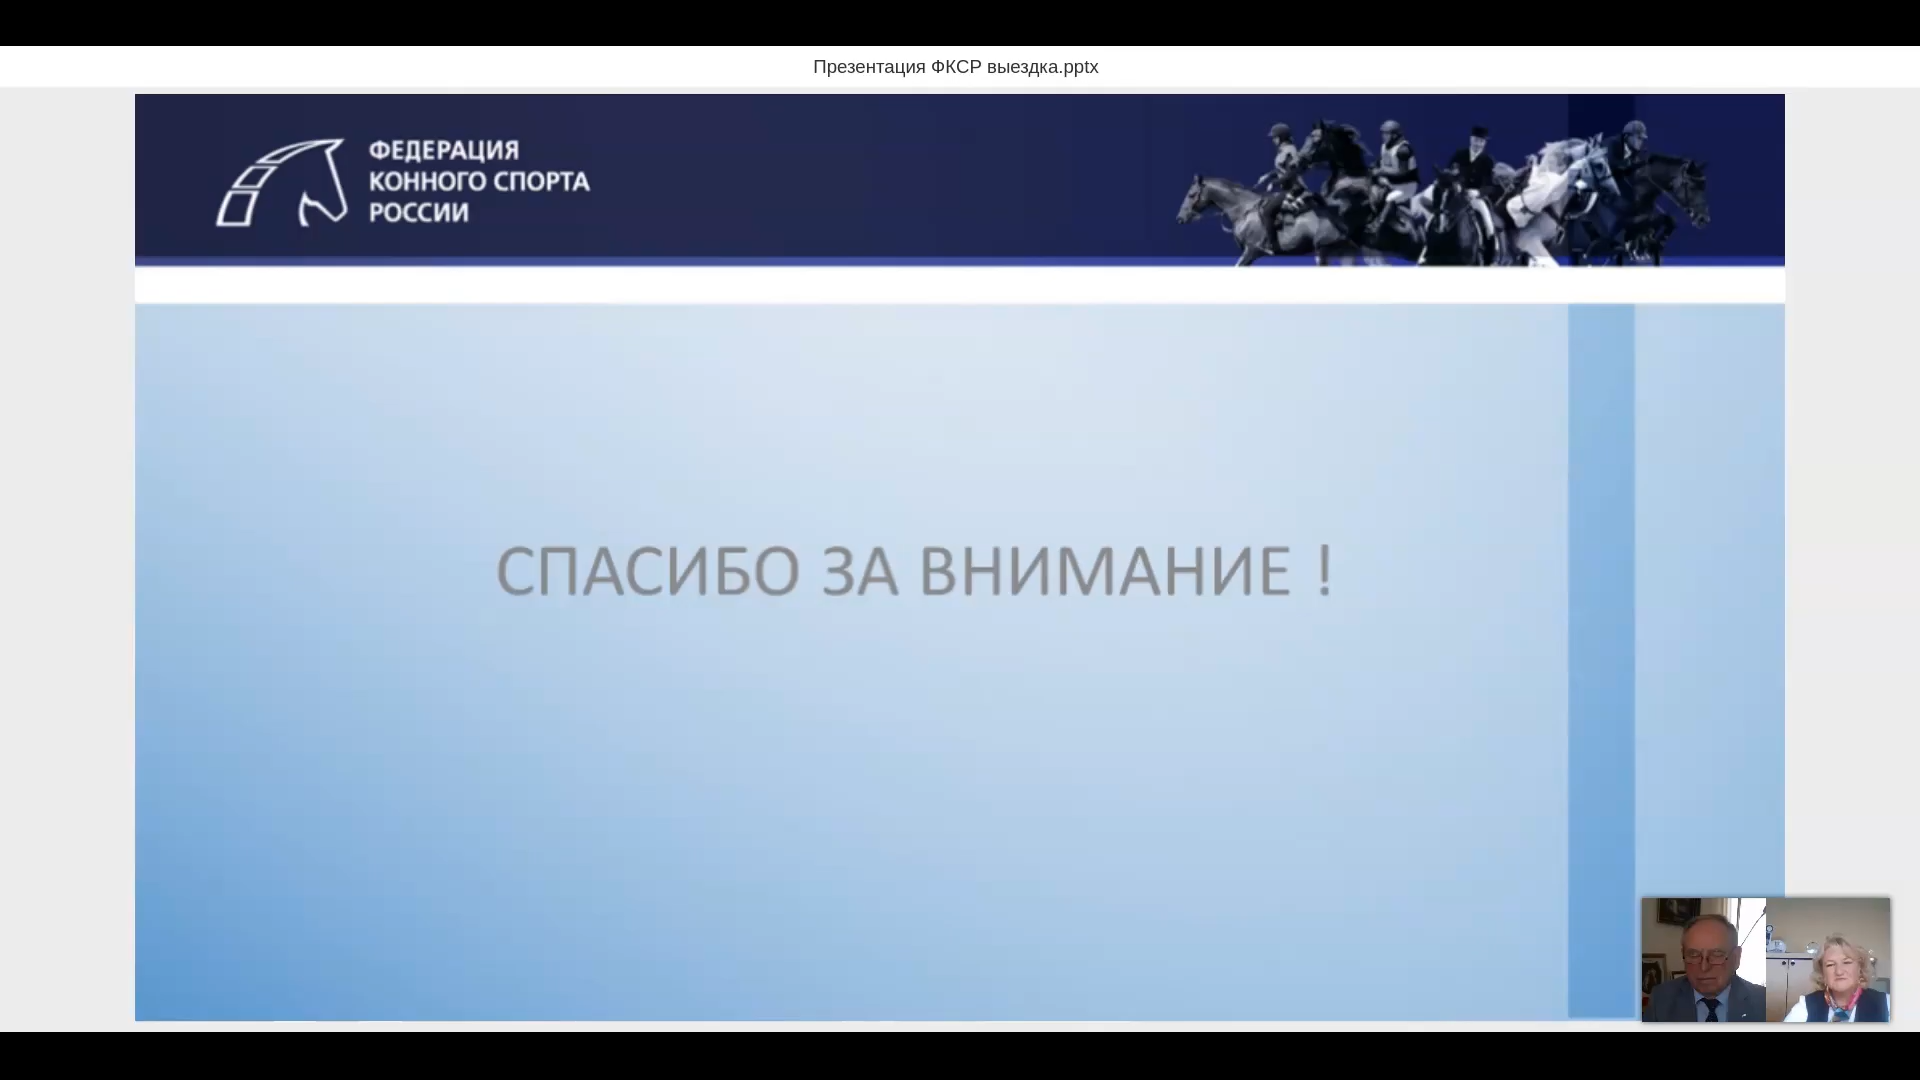 Презентация ФКСР выездка.pptx
ФЕДЕРАЦИЯ
КОННОГО СПОРТА
РОССИИ
СПАСИБО ЗА ВНИМАНИЕ !